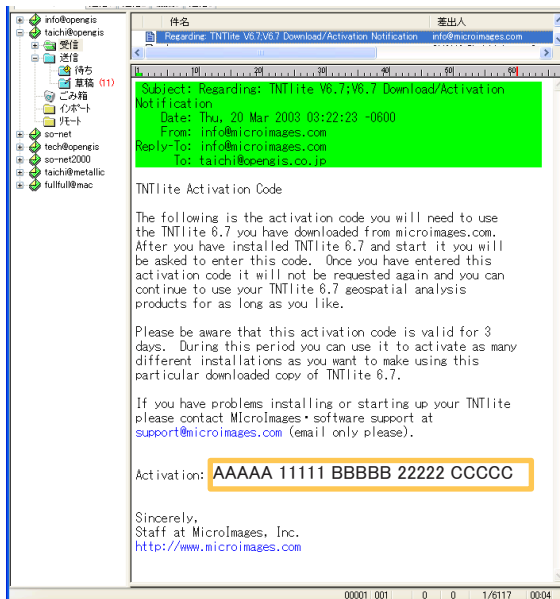 info@opengis
taichi@opengis
受信
送信
待ち
草稿 (11)
ごみ箱
インポート
リモート
so-net
tech@opengis
so-net2000
taichi@metallic
fullfull@mac
件名 差出人
Regarding: TNTlite V6.7;V6.7 Download/Activation Notification info@microimages.com
10 20 30 40 50 60
Subject: Regarding: TNTlite V6.7;V6.7 Download/Activation
Notification
Date: Thu, 20 Mar 2003 03:22:23 -0600
From: info@microimages.com
Reply-To: info@microimages.com
To: taichi@opengis.co.jp
TNTlite Activation Code
The following is the activation code you will need to use
the TNTlite 6.7 you have downloaded from microimages.com.
After you have installed TNTlite 6.7 and start it you will
be asked to enter this code.  Once you have entered this
activation code it will not be requested again and you can
continue to use your TNTlite 6.7 geospatial analysis
products for as long as you like.
Please be aware that this activation code is valid for 3
days.  During this period you can use it to activate as many
different installations as you want to make using this
particular downloaded copy of TNTlite 6.7.
If you have problems installing or starting up your TNTlite
please contact MIcroImages・software support at
support@microimages.com (email only please).
Activation: AAAAA 11111 BBBBB 22222 CCCCC
Sincerely,
Staff at MicroImages, Inc.
http://www.microimages.com
00001 001 0 0 1/6117 00:04